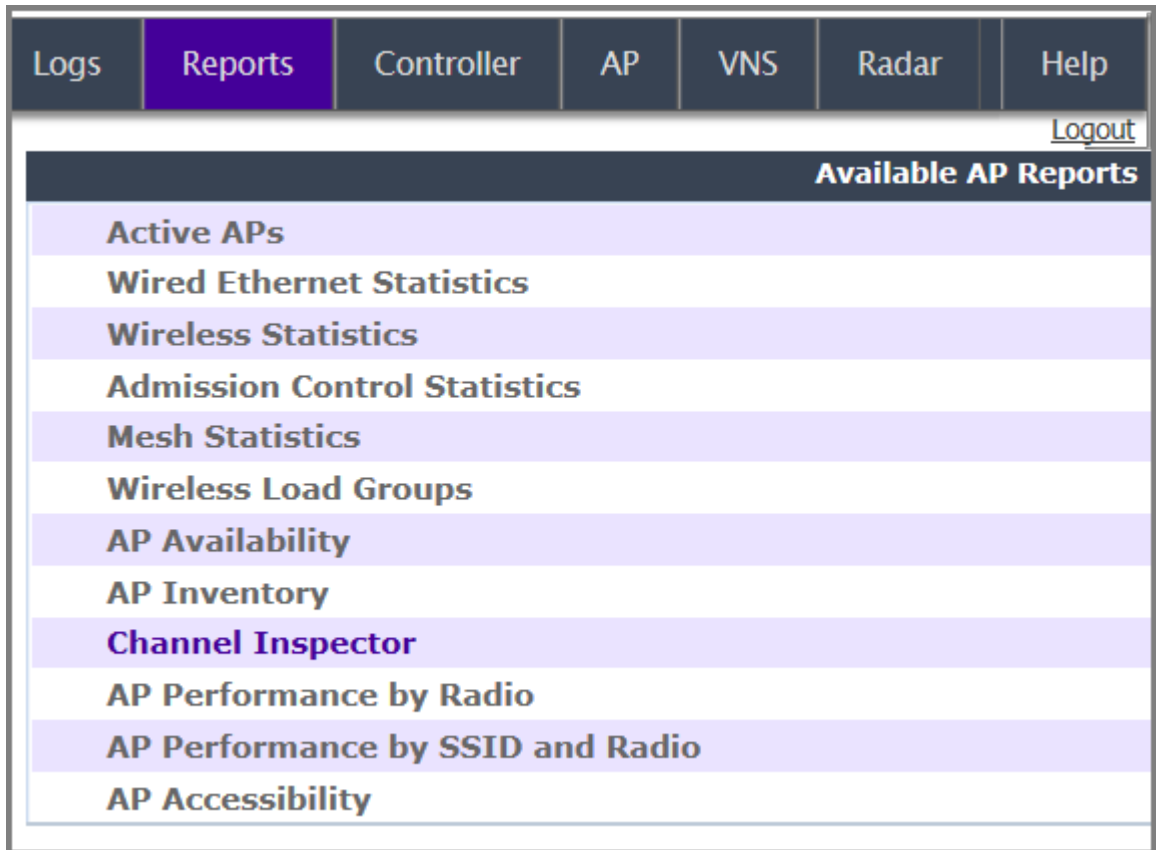 Logs Reports Controller AP VNS Radar Help
Logout
Available AP Reports
Active APs
Wired Ethernet Statistics
Wireless Statistics
Admission Control Statistics
Mesh Statistics
Wireless Load Groups
AP Availability
AP Inventory
Channel Inspector
AP Performance by Radio
AP Performance by SSID and Radio
AP Accessibility